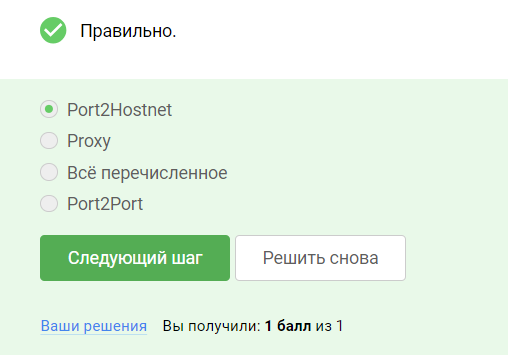 Правильно.
Port2Hostnet
Proxy
Всё перечисленное
Port2Port
Следующий шаг Решить снова
Ваши решения Вы получили: 1 балл из 1